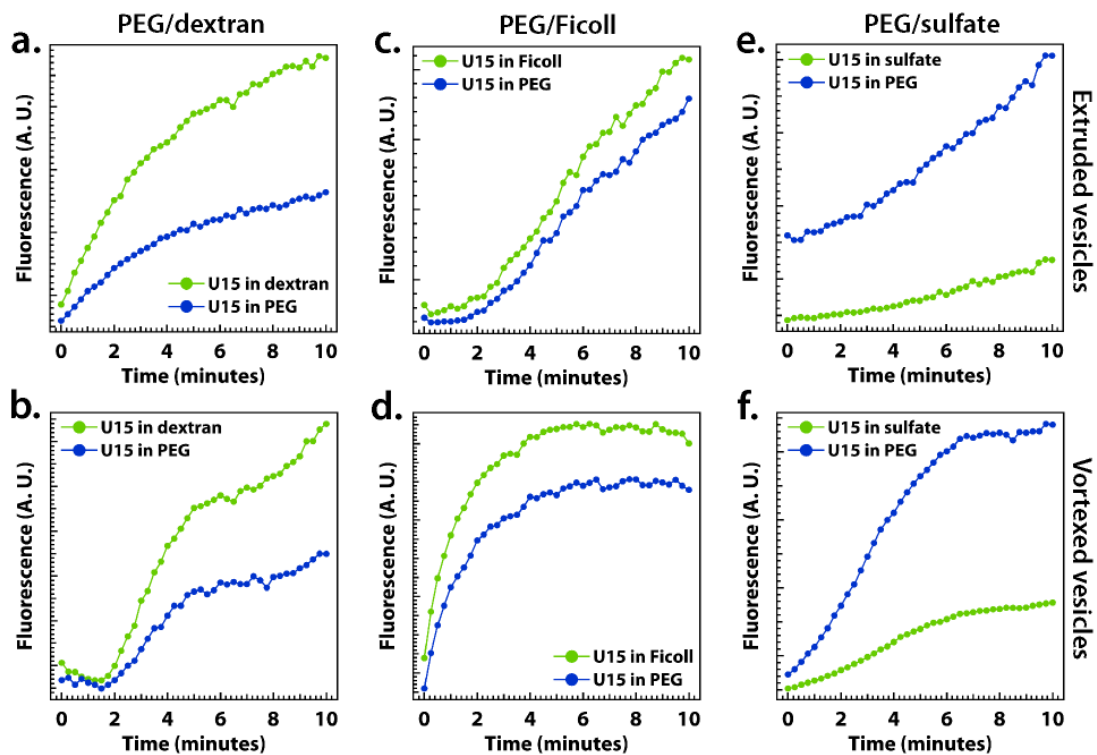 PEG/dextran
PEG/Ficoll
PEG/sulfate
a.
Fluorescence (A. U.)
U15 in dextran
U15 in PEG
0 2 4 6 8 10
Time (minutes)
c.
Fluorescence (A. U.)
U15 in Ficoll
U15 in PEG
0 2 4 6 8 10
Time (minutes)
e.
Fluorescence (A. U.)
U15 in sulfate
U15 in PEG
0 2 4 6 8 10
Time (minutes)
Extruded vesicles
b.
Fluorescence (A. U.)
U15 in dextran
U15 in PEG
0 2 4 6 8 10
Time (minutes)
d.
Fluorescence (A. U.)
U15 in Ficoll
U15 in PEG
0 2 4 6 8 10
Time (minutes)
f.
Fluorescence (A. U.)
U15 in sulfate
U15 in PEG
0 2 4 6 8 10
Time (minutes)
Vortexed vesicles